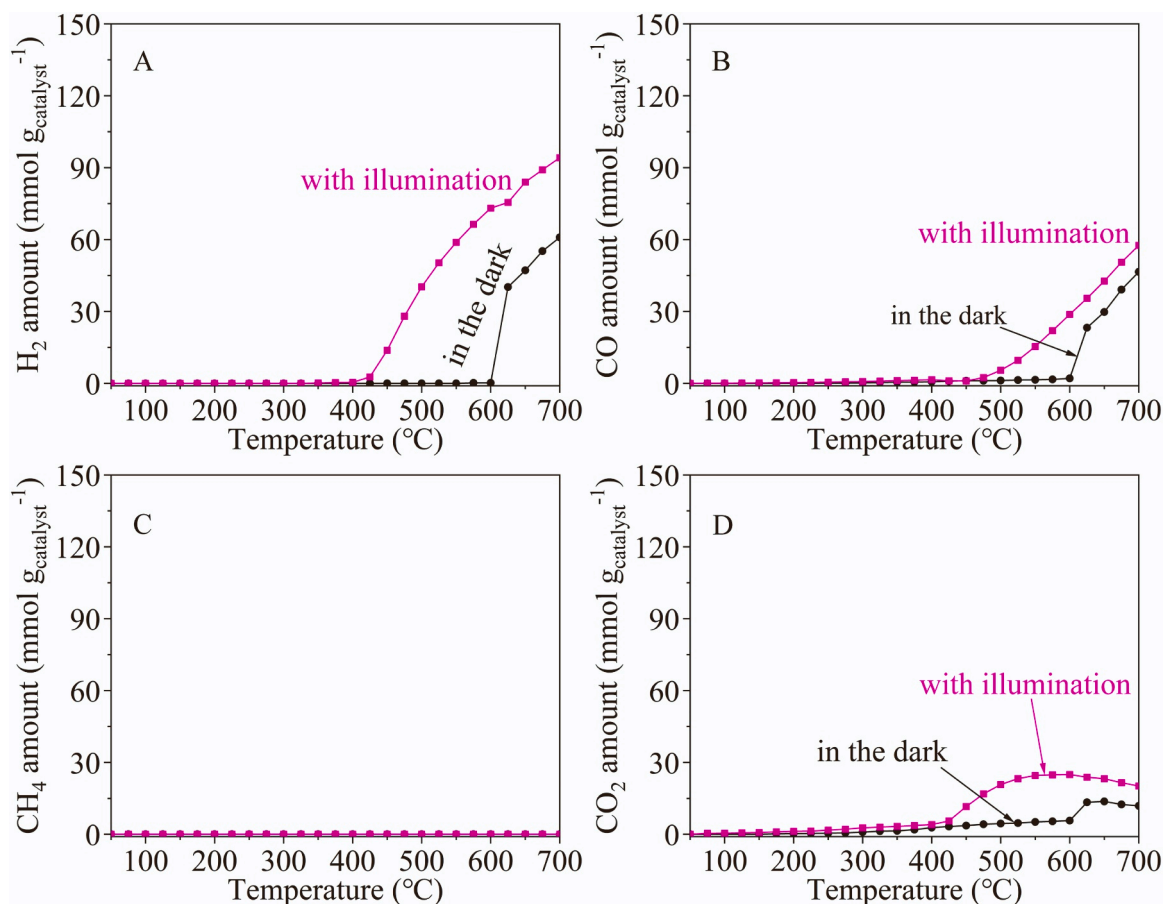 A
H2 amount (mmol gcatalyst-1)
150
120
90
60
30
0
with illumination
in the dark
100 200 300 400 500 600 700
Temperature (°C)
B
CO amount (mmol gcatalyst-1)
150
120
90
60
30
0
with illumination
in the dark
100 200 300 400 500 600 700
Temperature (°C)
C
CH4 amount (mmol gcatalyst-1)
150
120
90
60
30
0
100 200 300 400 500 600 700
Temperature (°C)
D
CO2 amount (mmol gcatalyst-1)
150
120
90
60
30
0
with illumination
in the dark
100 200 300 400 500 600 700
Temperature (°C)